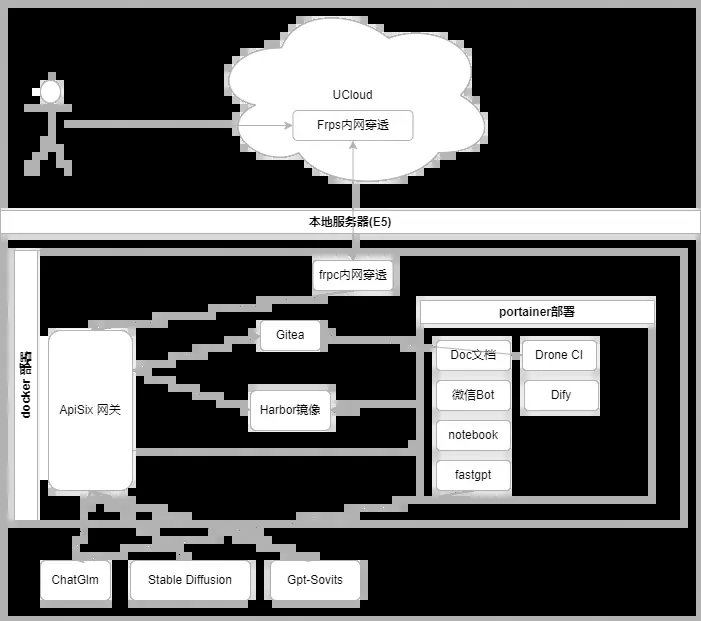 UCloud
Frps内网穿透
本地服务器(E5)
frpc内网穿透
docker 部署
portainer部署
Gitea
Doc文档
Drone CI
ApiSix 网关
Harbor镜像
微信Bot
Dify
notebook
fastgpt
ChatGlm
Stable Diffusion
Gpt-Sovits